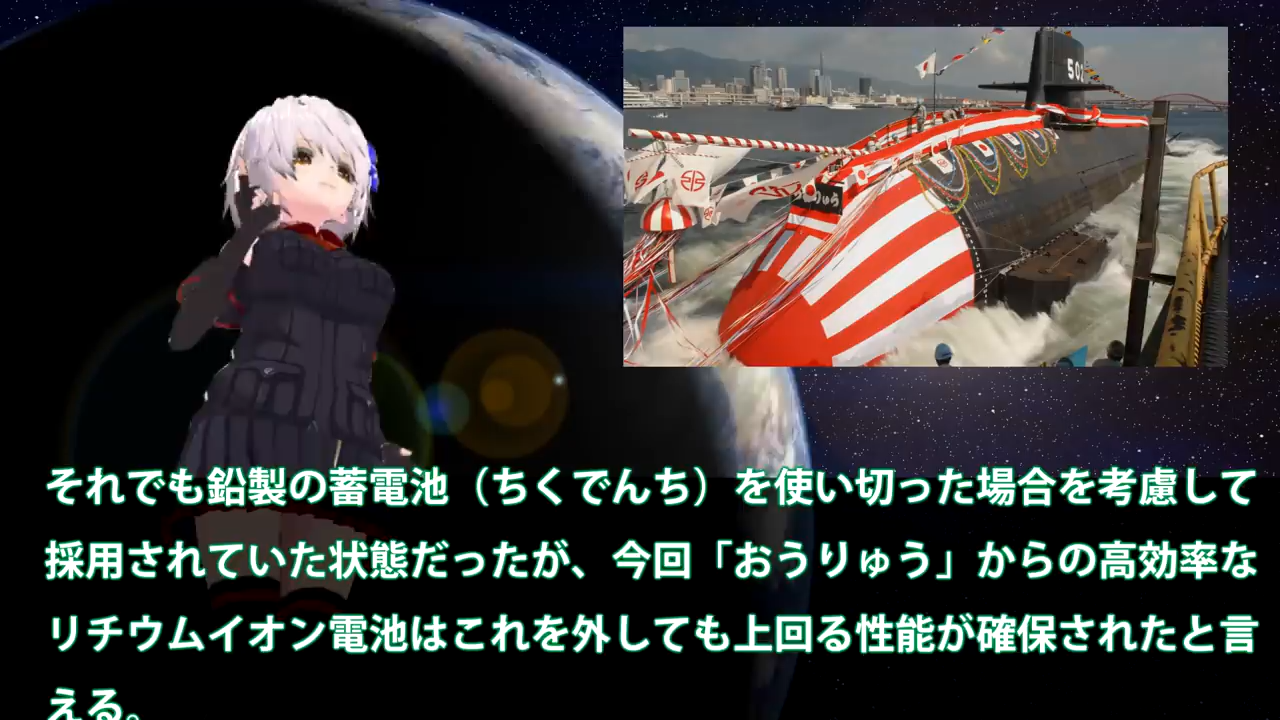 502
りゅう
それでも鉛製の蓄電池（ちくでんち）を使い切った場合を考慮して
採用されていた状態だったが、今回「おうりゅう」からの高効率な
リチウムイオン電池はこれを外しても上回る性能が確保されたと言
える。